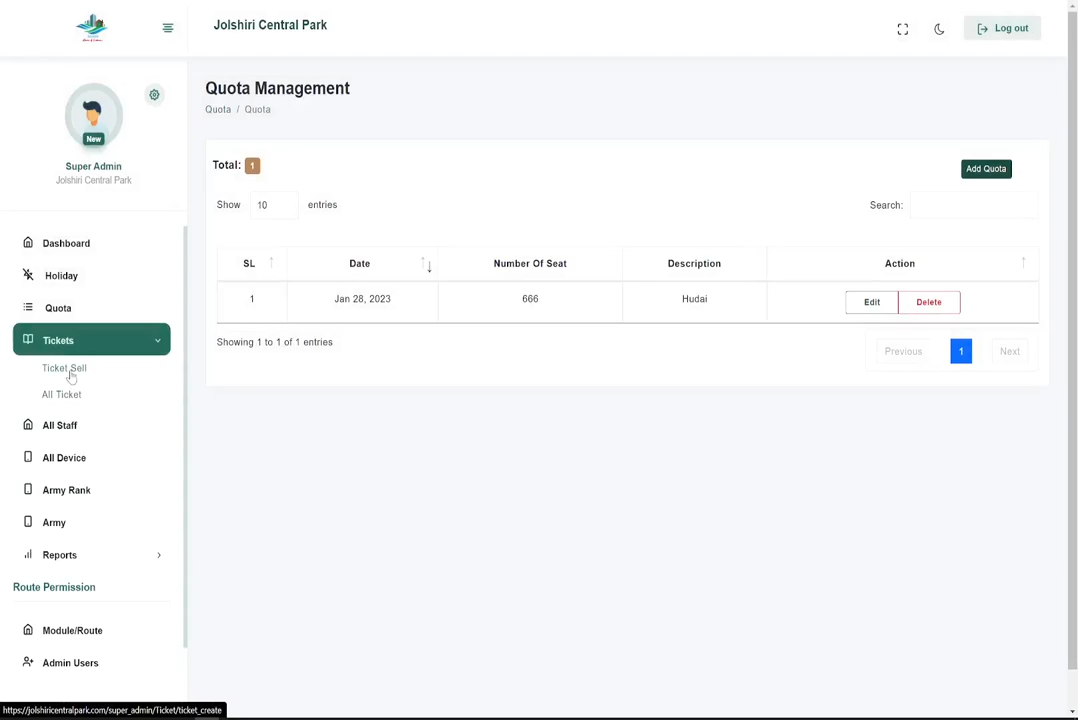 Jolshiri Central Park
Log out
New
Super Admin
Jolshiri Central Park
Dashboard
Holiday
Quota
Tickets
Ticket Sell
All Ticket
All Staff
All Device
Army Rank
Army
Reports
Route Permission
Module/Route
Admin Users
Quota Management
Quota / Quota
Total: 1
Add Quota
Show 10 entries
Search:
SL Date Number Of Seat Description Action
1 Jan 28, 2023 666 Hudai Edit Delete
Showing 1 to 1 of 1 entries
Previous 1 Next
https://jolshiricentralpark.com/super_admin/Ticket/ticket_create